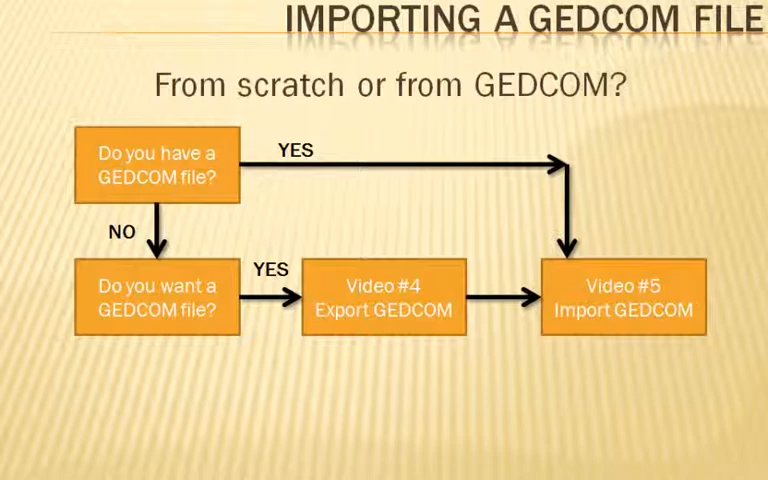 IMPORTING A GEDCOM FILE
From scratch or from GEDCOM?
Do you have a
GEDCOM file?
YES
NO
Do you want a
GEDCOM file?
YES
Video #4
Export GEDCOM
Video #5
Import GEDCOM